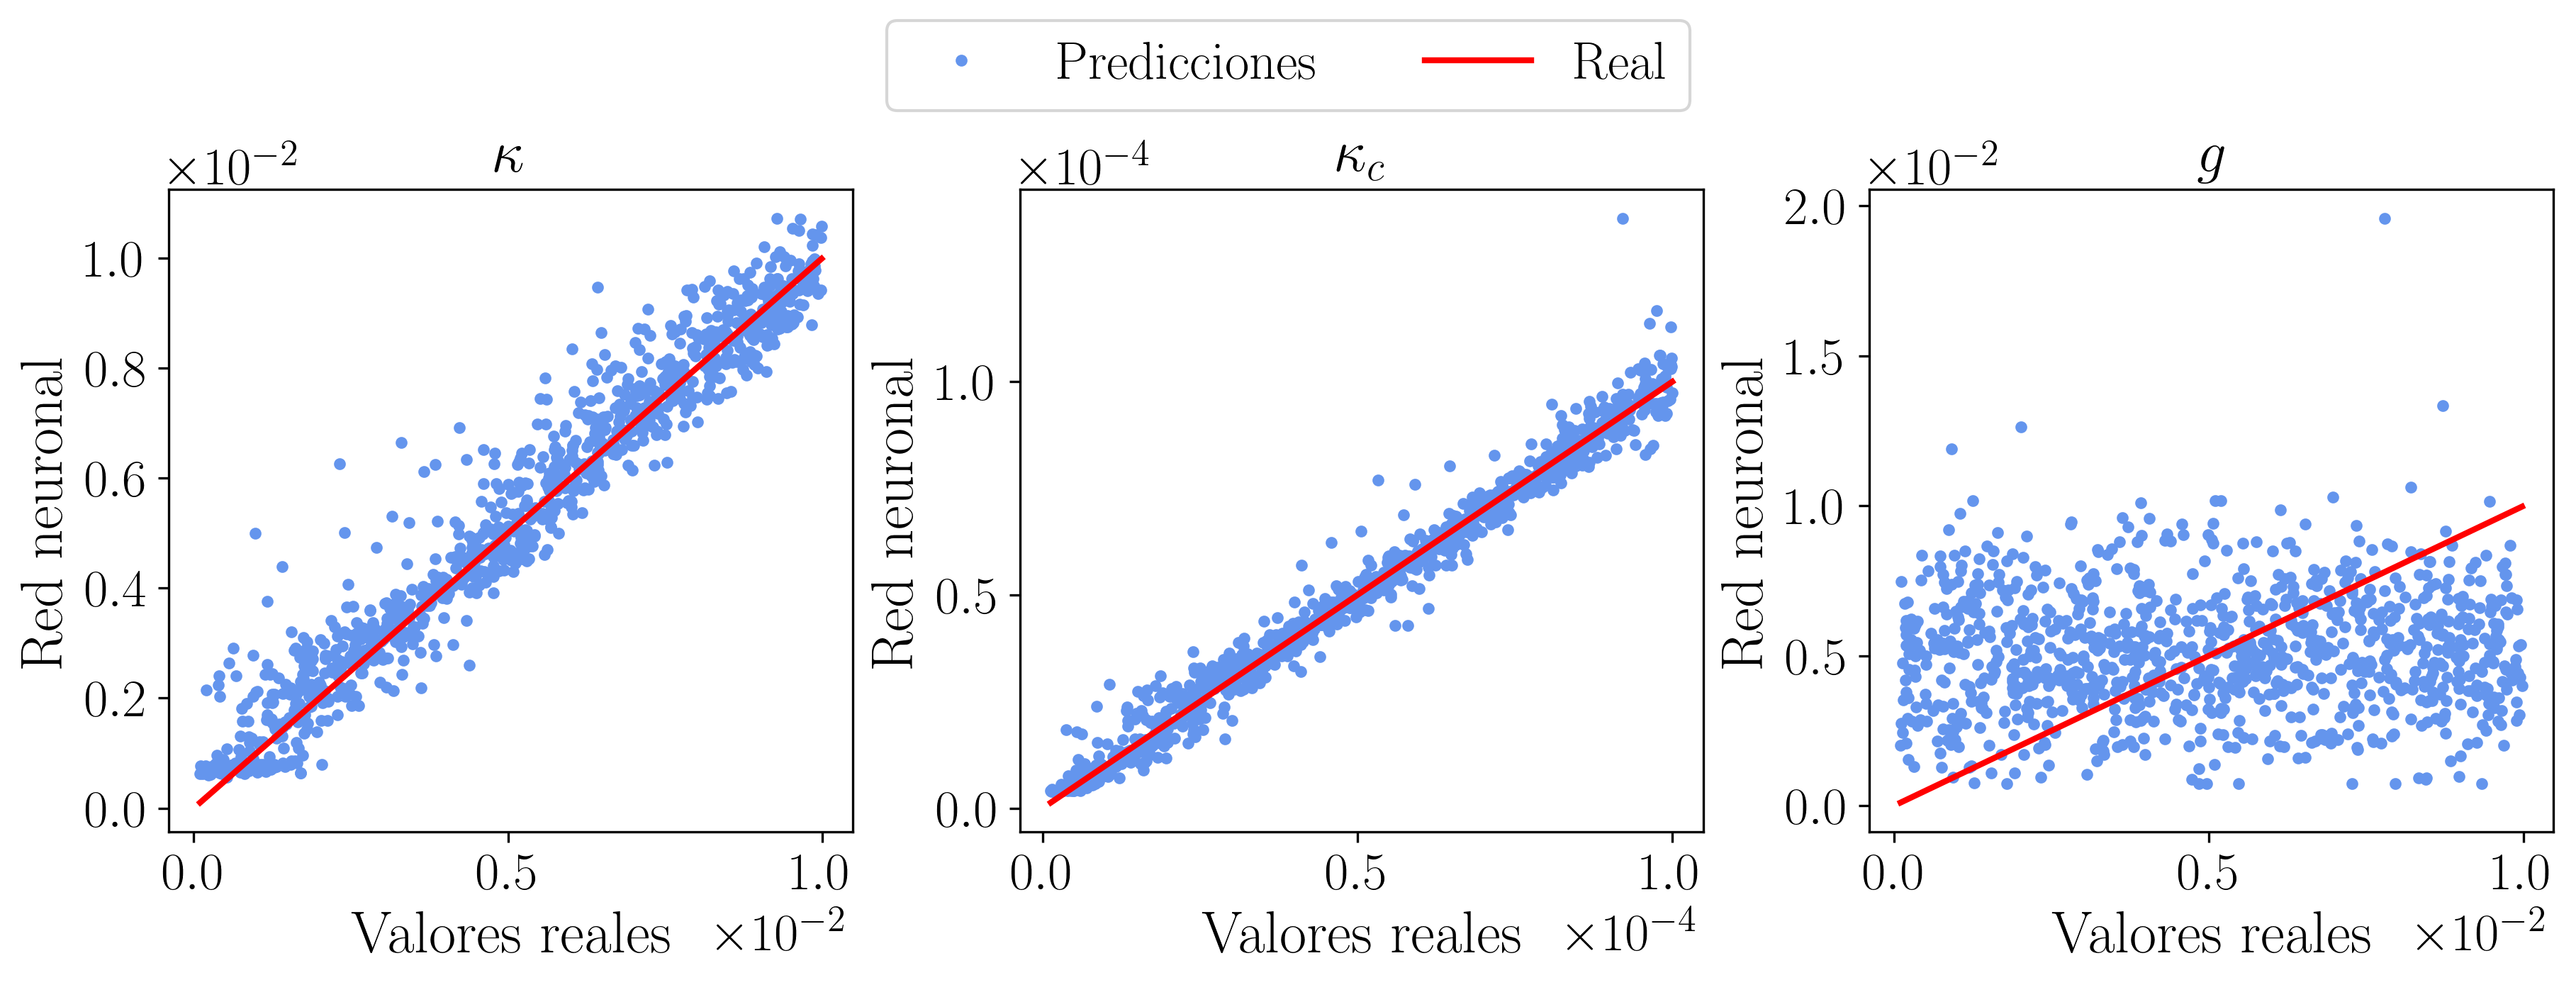 Predicciones Real
×10⁻² κ
×10⁻⁴ κ_c
×10⁻² g
Red neuronal
1.0
0.8
0.6
0.4
0.2
0.0
0.0 0.5 1.0
Valores reales ×10⁻²
Red neuronal
1.0
0.5
0.0
0.0 0.5 1.0
Valores reales ×10⁻⁴
Red neuronal
2.0
1.5
1.0
0.5
0.0
0.0 0.5 1.0
Valores reales ×10⁻²